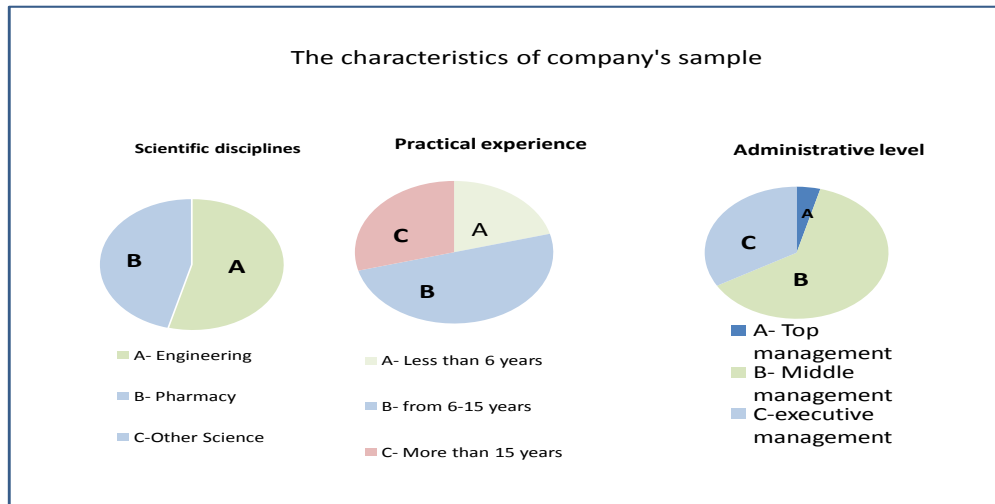 The characteristics of company's sample
Scientific disciplines
B
A
A- Engineering
B- Pharmacy
C-Other Science
Practical experience
A
C
B
A- Less than 6 years
B- from 6-15 years
C- More than 15 years
Administrative level
A
C
B
A- Top
management
B- Middle
management
C-executive
management